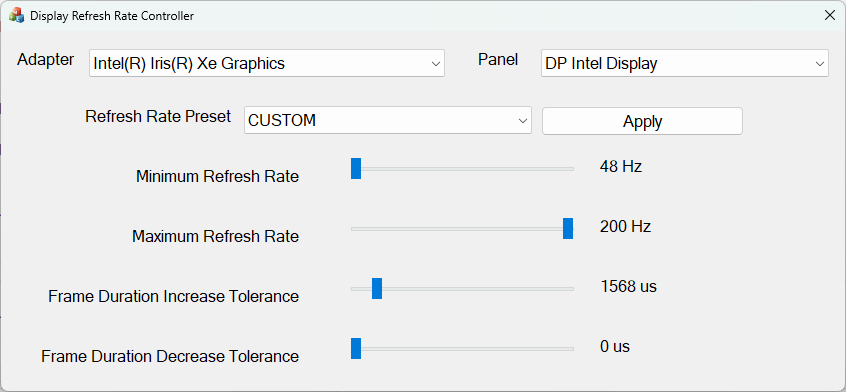 Display Refresh Rate Controller
Adapter Intel(R) Iris(R) Xe Graphics Panel DP Intel Display
Refresh Rate Preset CUSTOM Apply
Minimum Refresh Rate 48 Hz
Maximum Refresh Rate 200 Hz
Frame Duration Increase Tolerance 1568 us
Frame Duration Decrease Tolerance 0 us